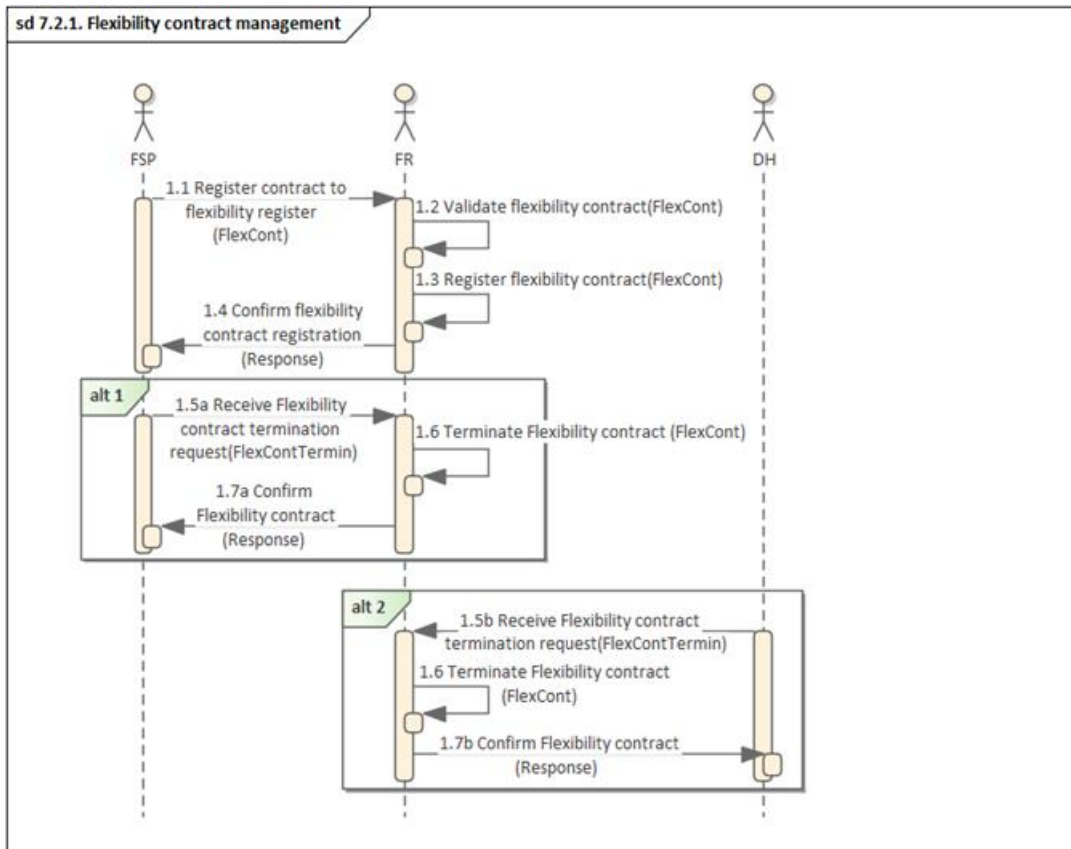 sd 7.2.1. Flexibility contract management
FSP
FR
DH
1.1 Register contract to
flexibility register
(FlexCont)
1.2 Validate flexibility contract(FlexCont)
1.3 Register flexibility contract(FlexCont)
1.4 Confirm flexibility
contract registration
(Response)
alt 1
1.5a Receive Flexibility
contract termination
request(FlexContTermin)
1.6 Terminate Flexibility contract (FlexCont)
1.7a Confirm
Flexibility contract
(Response)
alt 2
1.5b Receive Flexibility contract
termination request(FlexContTermin)
1.6 Terminate Flexibility contract
(FlexCont)
1.7b Confirm Flexibility contract
(Response)